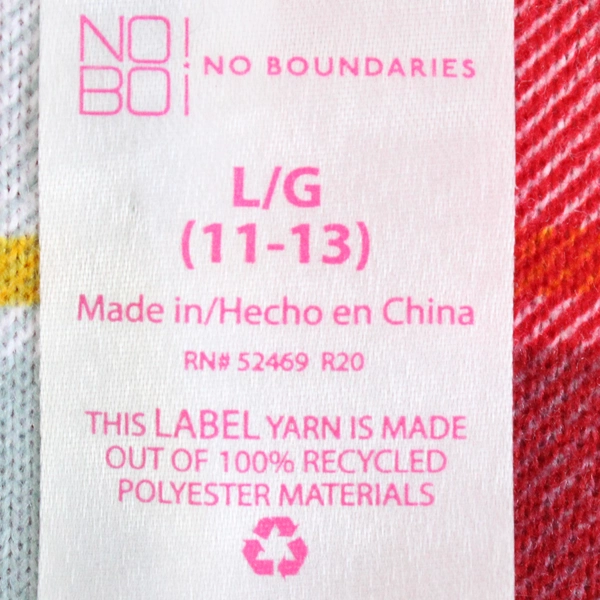 NO!
BO¡
NO BOUNDARIES
L/G
(11-13)
Made in/Hecho en China
RN# 52469 R20
THIS LABEL YARN IS MADE
OUT OF 100% RECYCLED
POLYESTER MATERIALS